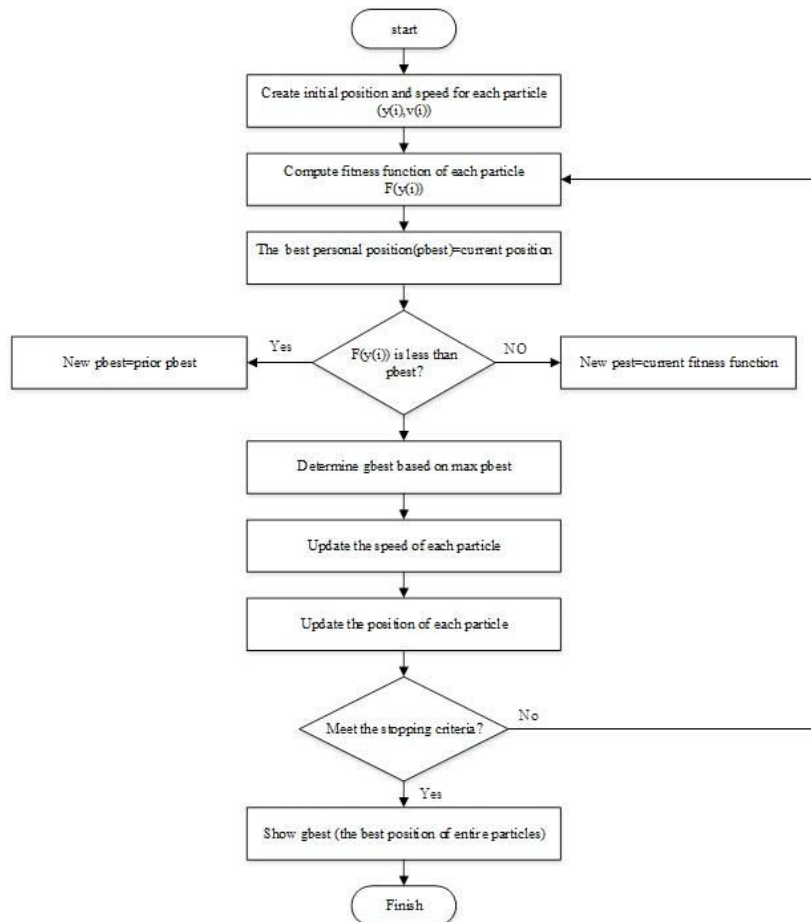 start
Create initial position and speed for each particle
(y(i),v(i))
Compute fitness function of each particle
F(y(i))
The best personal position(pbest)=current position
New pbest=prior pbest
Yes
F(y(i)) is less than
pbest?
NO
New pest=current fitness function
Determine gbest based on max pbest
Update the speed of each particle
Update the position of each particle
Meet the stopping criteria?
No
Yes
Show gbest (the best position of entire particles)
Finish